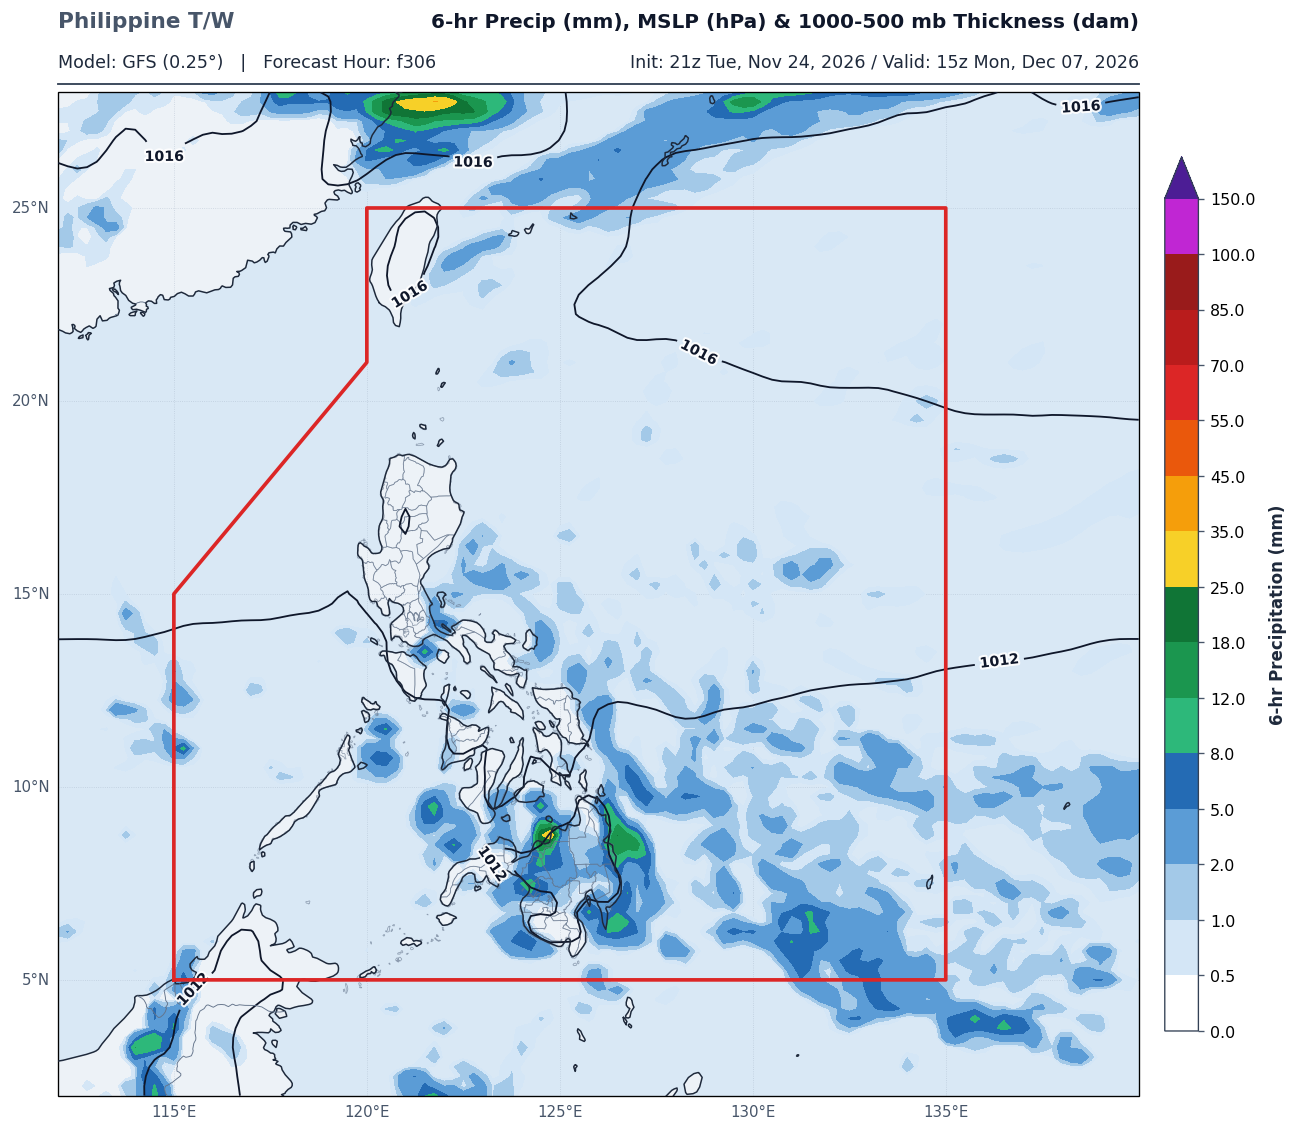 Philippine T/W
6-hr Precip (mm), MSLP (hPa) & 1000-500 mb Thickness (dam)
Model: GFS (0.25°) | Forecast Hour: f306
Init: 21z Tue, Nov 24, 2026 / Valid: 15z Mon, Dec 07, 2026
1016
1016
1016
1016
1016
1012
1012
1012
25°N
20°N
15°N
10°N
5°N
115°E
120°E
125°E
130°E
135°E
150.0
100.0
85.0
70.0
55.0
45.0
35.0
25.0
18.0
12.0
8.0
5.0
2.0
1.0
0.5
0.0
6-hr Precipitation (mm)